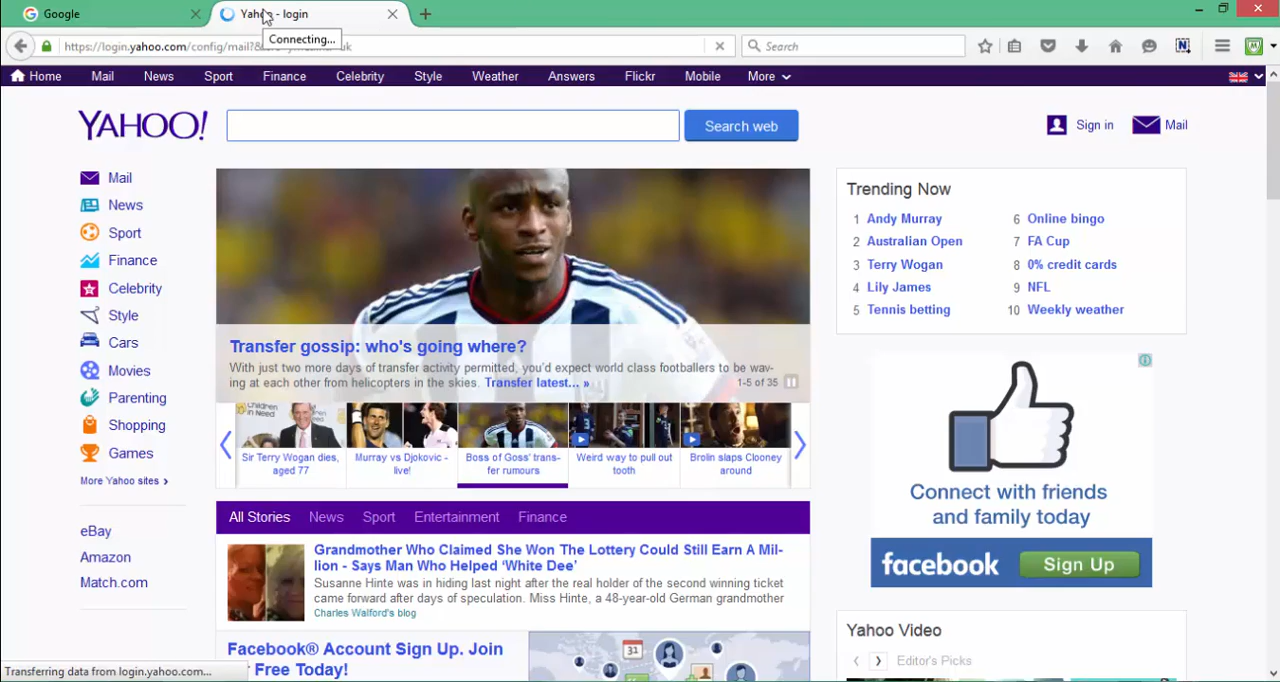 Google
Yahoo - login
Connecting...
https://login.yahoo.com/config/mail?&
uk
Search
Home Mail News Sport Finance Celebrity Style Weather Answers Flickr Mobile More
YAHOO!
Search web
Sign in
Mail
Mail
News
Sport
Finance
Celebrity
Style
Cars
Movies
Parenting
Shopping
Games
More Yahoo sites ›
eBay
Amazon
Match.com
Transfer gossip: who's going where?
With just two more days of transfer activity permitted, you'd expect world class footballers to be wav-
ing at each other from helicopters in the skies. Transfer latest... »
1-5 of 35
Children
in Need
Sir Terry Wogan dies,
aged 77
Murray vs Djokovic -
live!
Boss of Goss' trans-
fer rumours
Weird way to pull out
tooth
Brolin slaps Clooney
around
All Stories News Sport Entertainment Finance
Grandmother Who Claimed She Won The Lottery Could Still Earn A Mil-
lion - Says Man Who Helped 'White Dee'
Susanne Hinte was in hiding last night after the real holder of the second winning ticket
came forward after days of speculation. Miss Hinte, a 48-year-old German grandmother
Charles Walford's blog
Facebook® Account Sign Up. Join
Free Today!
31
Trending Now
1 Andy Murray
2 Australian Open
3 Terry Wogan
4 Lily James
5 Tennis betting
6 Online bingo
7 FA Cup
8 0% credit cards
9 NFL
10 Weekly weather
Connect with friends
and family today
facebook
Sign Up
Yahoo Video
Editor's Picks
Transferring data from login.yahoo.com...